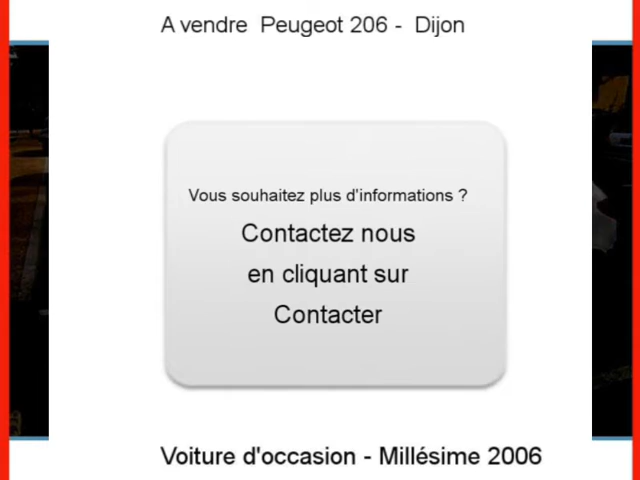 A vendre Peugeot 206 - Dijon
Vous souhaitez plus d'informations ?
Contactez nous
en cliquant sur
Contacter
Voiture d'occasion - Millésime 2006